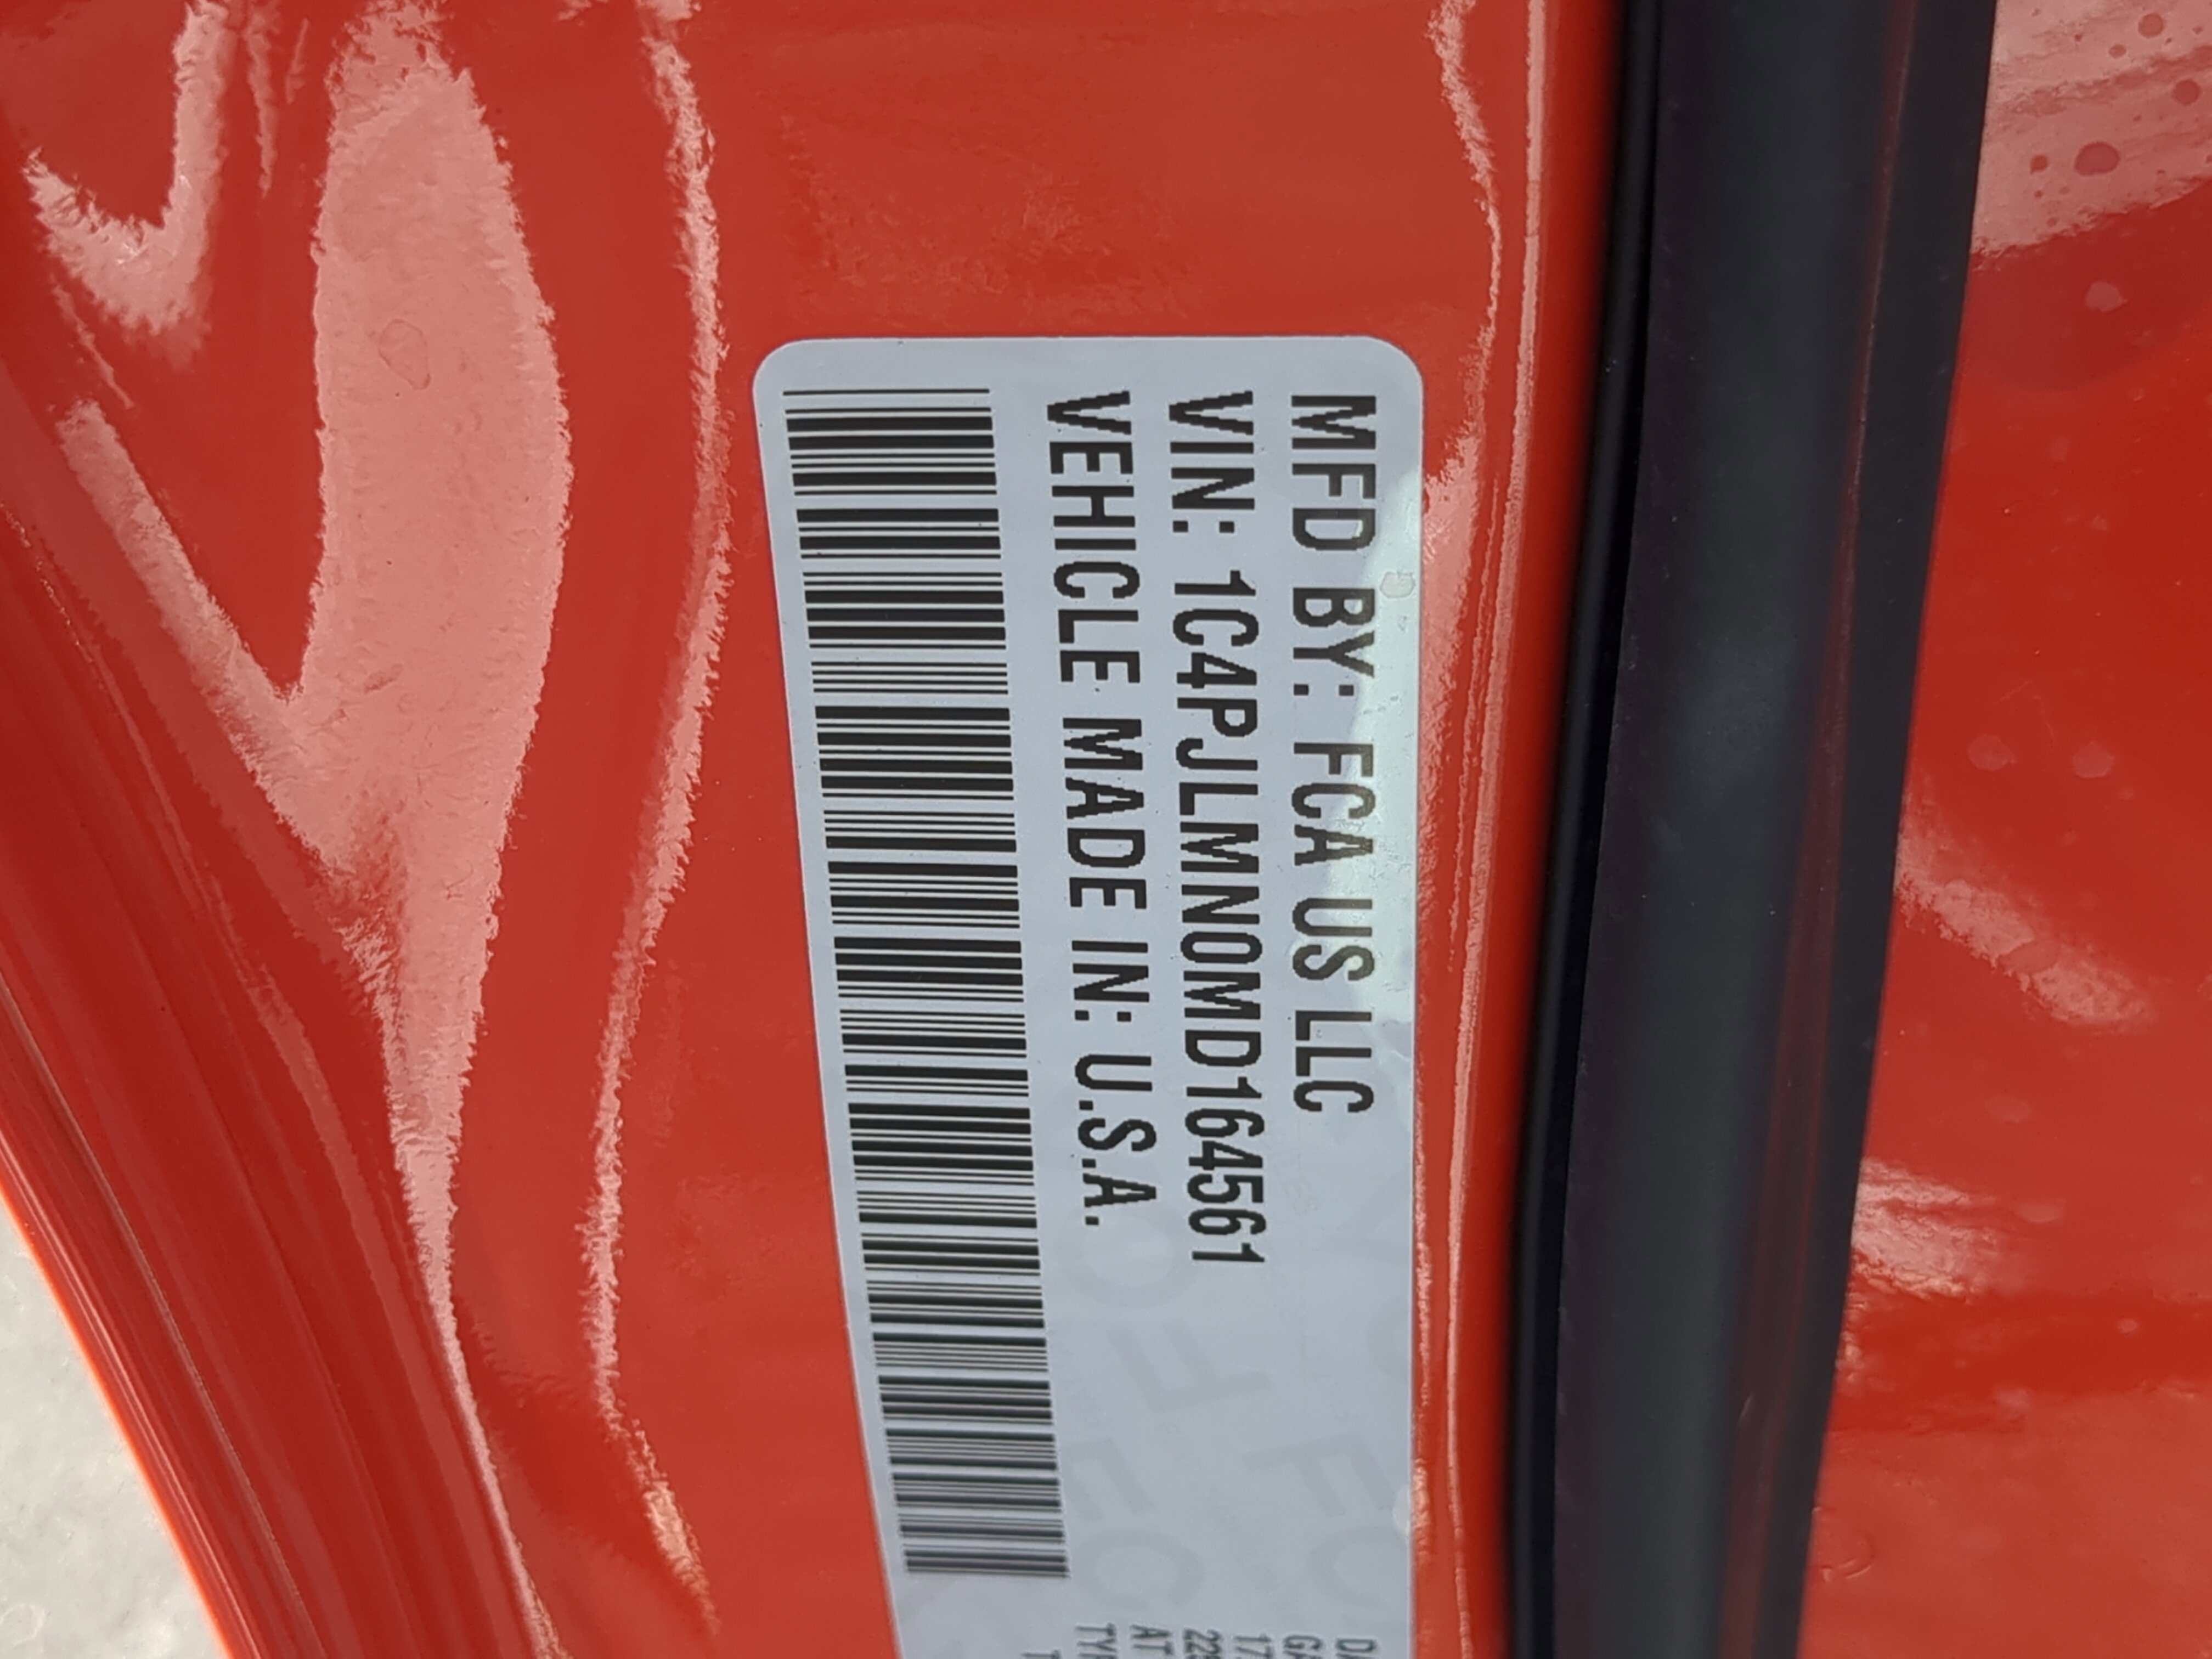 MFD BY: FCA US LLC
VIN: 1C4PJLMN0MD164561
VEHICLE MADE IN: U.S.A.